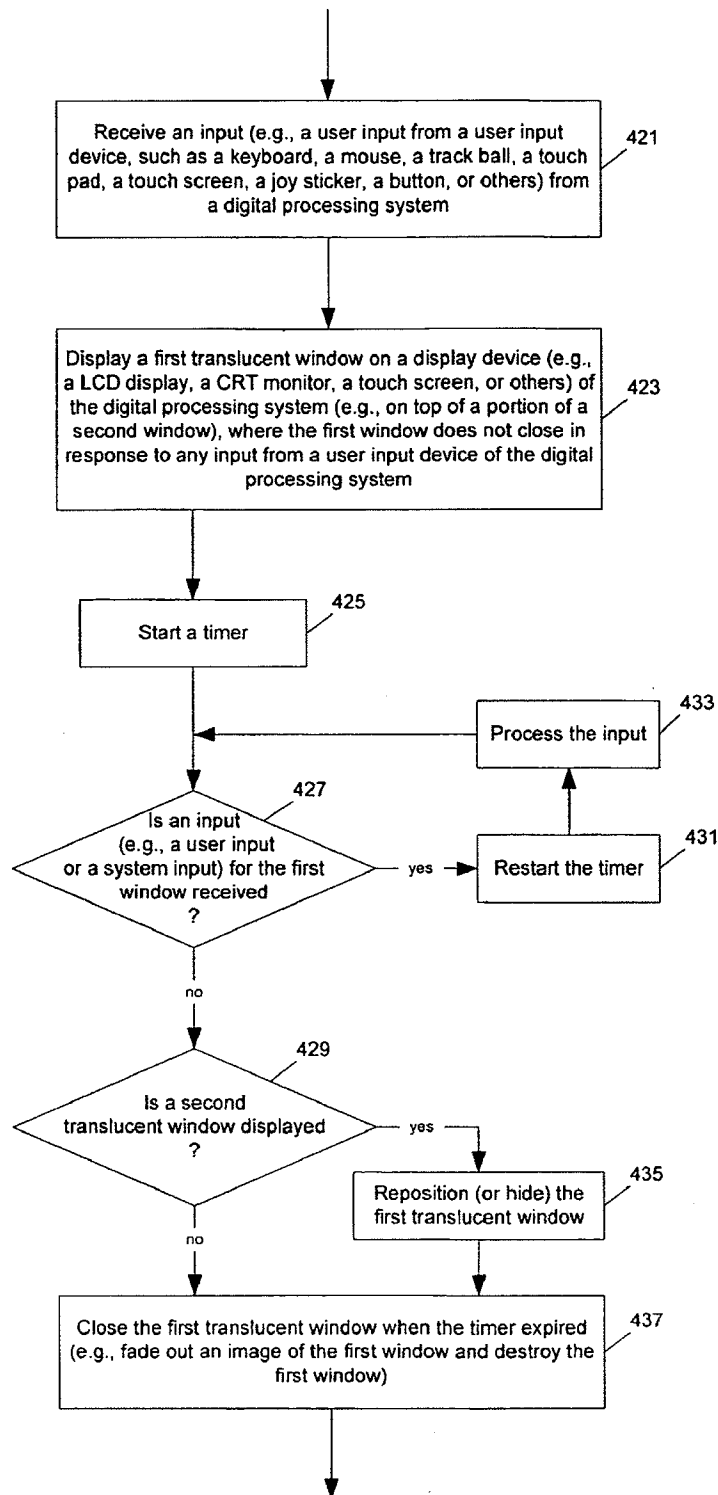 Receive an input (e.g., a user input from a user input
device, such as a keyboard, a mouse, a track ball, a touch
pad, a touch screen, a joy sticker, a button, or others) from
a digital processing system
421
Display a first translucent window on a display device (e.g.,
a LCD display, a CRT monitor, a touch screen, or others) of
the digital processing system (e.g., on top of a portion of a
second window), where the first window does not close in
response to any input from a user input device of the digital
processing system
423
Start a timer
425
Process the input
433
Is an input
(e.g., a user input
or a system input) for the first
window received
?
427
yes
Restart the timer
431
no
Is a second
translucent window displayed
?
429
yes
Reposition (or hide) the
first translucent window
435
no
Close the first translucent window when the timer expired
(e.g., fade out an image of the first window and destroy the
first window)
437